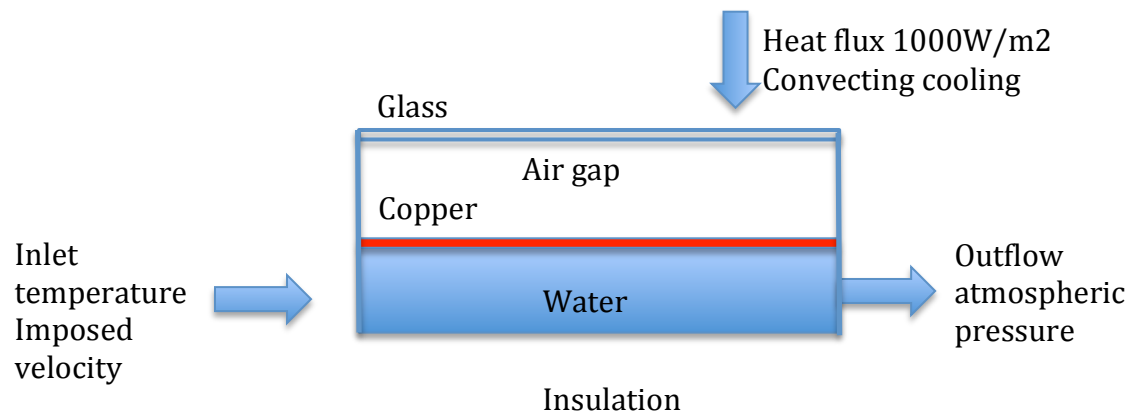 Heat flux 1000W/m2
Convecting cooling
Glass
Air gap
Copper
Inlet
temperature
Imposed
velocity
Water
Outflow
atmospheric
pressure
Insulation